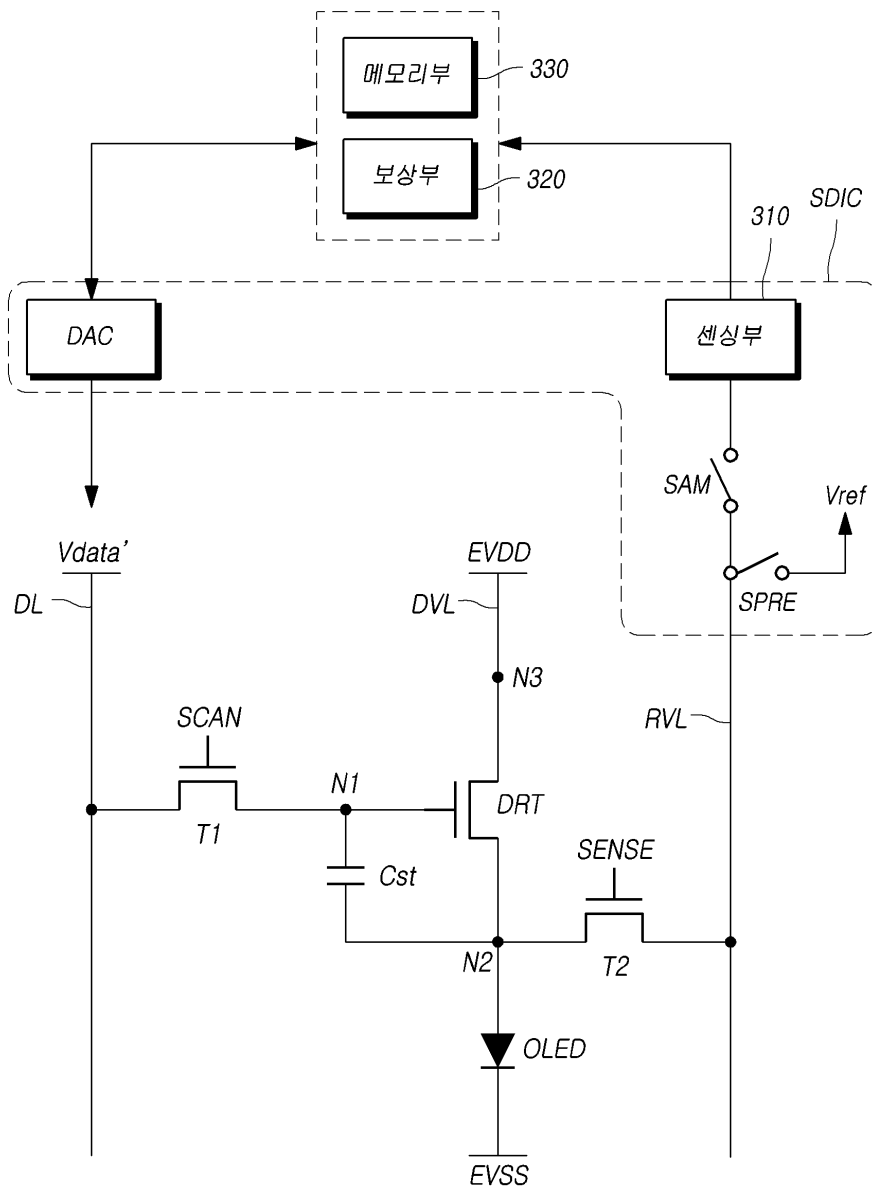 메모리부
330
보상부
320
SDIC
310
DAC
센싱부
SAM
Vref
SPRE
Vdata’
EVDD
DL
DVL
N3
RVL
SCAN
N1
DRT
T1
SENSE
Cst
N2
T2
OLED
EVSS